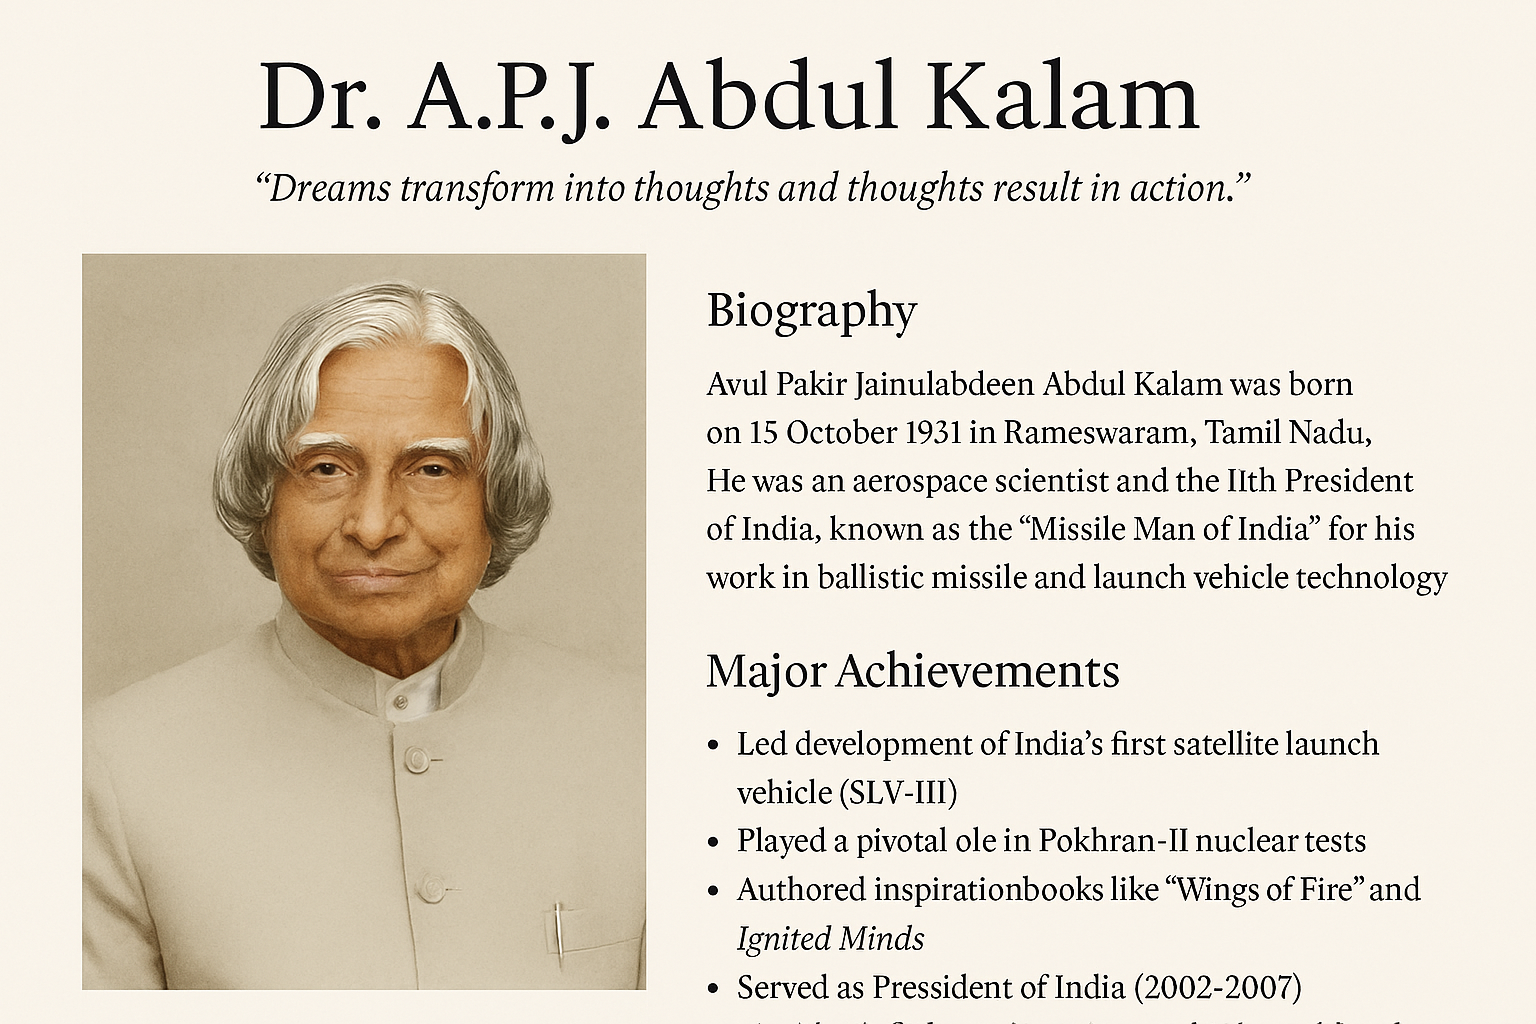 Dr. A.P.J. Abdul Kalam
“Dreams transform into thoughts and thoughts result in action.”
Biography
Avul Pakir Jainulabdeen Abdul Kalam was born
on 15 October 1931 in Rameswaram, Tamil Nadu,
He was an aerospace scientist and the IIth President
of India, known as the “Missile Man of India” for his
work in ballistic missile and launch vehicle technology
Major Achievements
• Led development of India’s first satellite launch
vehicle (SLV-III)
• Played a pivotal ole in Pokhran-II nuclear tests
• Authored inspirationbooks like “Wings of Fire” and
Ignited Minds
• Served as Pressident of India (2002-2007)